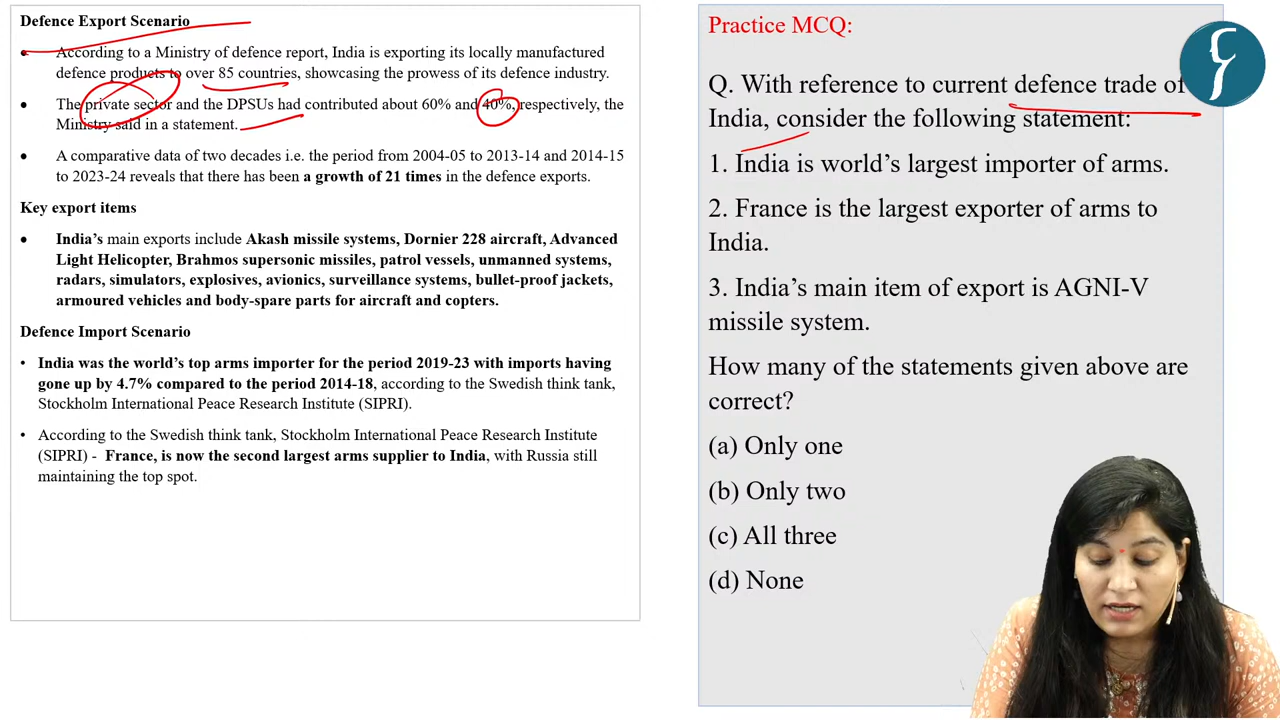 Defence Export Scenario
• According to a Ministry of defence report, India is exporting its locally manufactured
defence products to over 85 countries, showcasing the prowess of its defence industry.
• The private sector and the DPSUs had contributed about 60% and 40%, respectively, the
Ministry said in a statement.
• A comparative data of two decades i.e. the period from 2004-05 to 2013-14 and 2014-15
to 2023-24 reveals that there has been a growth of 21 times in the defence exports.
Key export items
• India’s main exports include Akash missile systems, Dornier 228 aircraft, Advanced
Light Helicopter, Brahmos supersonic missiles, patrol vessels, unmanned systems,
radars, simulators, explosives, avionics, surveillance systems, bullet-proof jackets,
armoured vehicles and body-spare parts for aircraft and copters.
Defence Import Scenario
• India was the world’s top arms importer for the period 2019-23 with imports having
gone up by 4.7% compared to the period 2014-18, according to the Swedish think tank,
Stockholm International Peace Research Institute (SIPRI).
• According to the Swedish think tank, Stockholm International Peace Research Institute
(SIPRI) - France, is now the second largest arms supplier to India, with Russia still
maintaining the top spot.
Practice MCQ:
Q. With reference to current defence trade of
India, consider the following statement:
1. India is world’s largest importer of arms.
2. France is the largest exporter of arms to
India.
3. India’s main item of export is AGNI-V
missile system.
How many of the statements given above are
correct?
(a) Only one
(b) Only two
(c) All three
(d) None